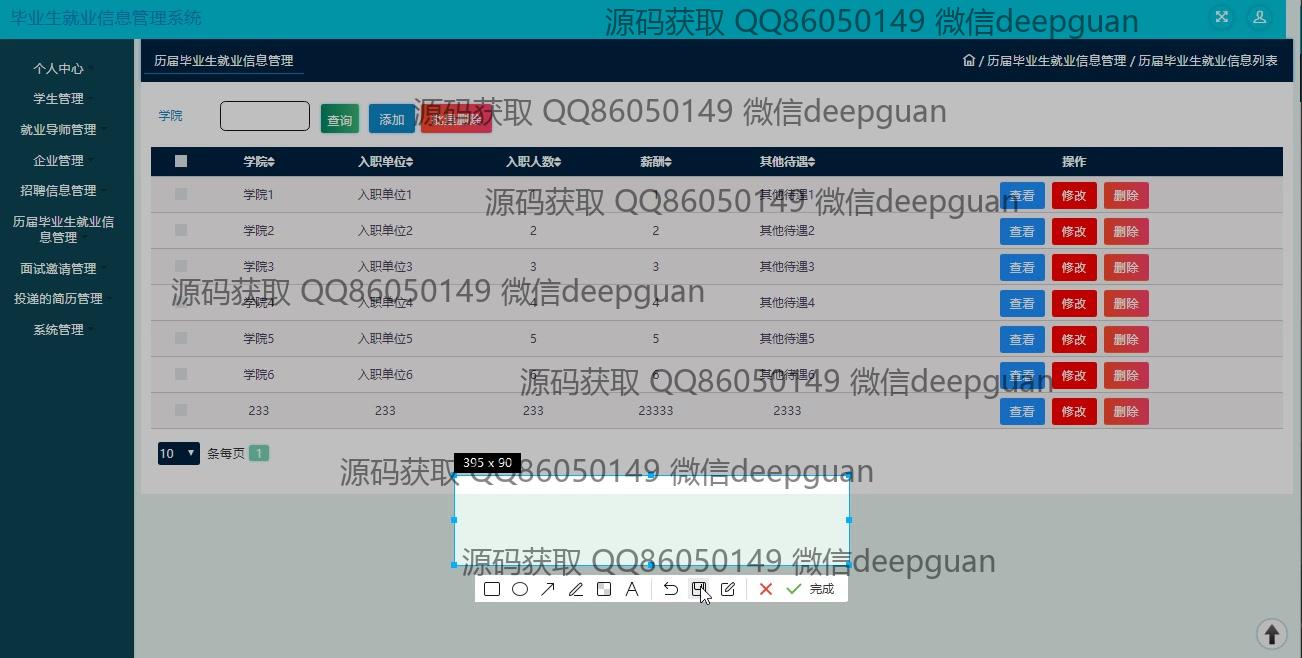 毕业生就业信息管理系统
源码获取 QQ86050149 微信deepguan
个人中心
学生管理
就业导师管理
企业管理
招聘信息管理
历届毕业生就业信
息管理
面试邀请管理
投递的简历管理
系统管理
历届毕业生就业信息管理
/ 历届毕业生就业信息管理 / 历届毕业生就业信息列表
学院 查询 添加 批量删除
源码获取 QQ86050149 微信deepguan
学院 入职单位 入职人数 薪酬 其他待遇 操作
学院1 入职单位1 1 1 其他待遇1 查看 修改 删除
源码获取 QQ86050149 微信deepguan
学院2 入职单位2 2 2 其他待遇2 查看 修改 删除
学院3 入职单位3 3 3 其他待遇3 查看 修改 删除
源码获取 QQ86050149 微信deepguan
学院4 入职单位4 4 4 其他待遇4 查看 修改 删除
学院5 入职单位5 5 5 其他待遇5 查看 修改 删除
学院6 入职单位6 6 6 其他待遇6 查看 修改 删除
源码获取 QQ86050149 微信deepguan
233 233 233 23333 2333 查看 修改 删除
10 条每页 1
395 x 90
源码获取 QQ86050149 微信deepguan
源码获取 QQ86050149 微信deepguan
A 完成